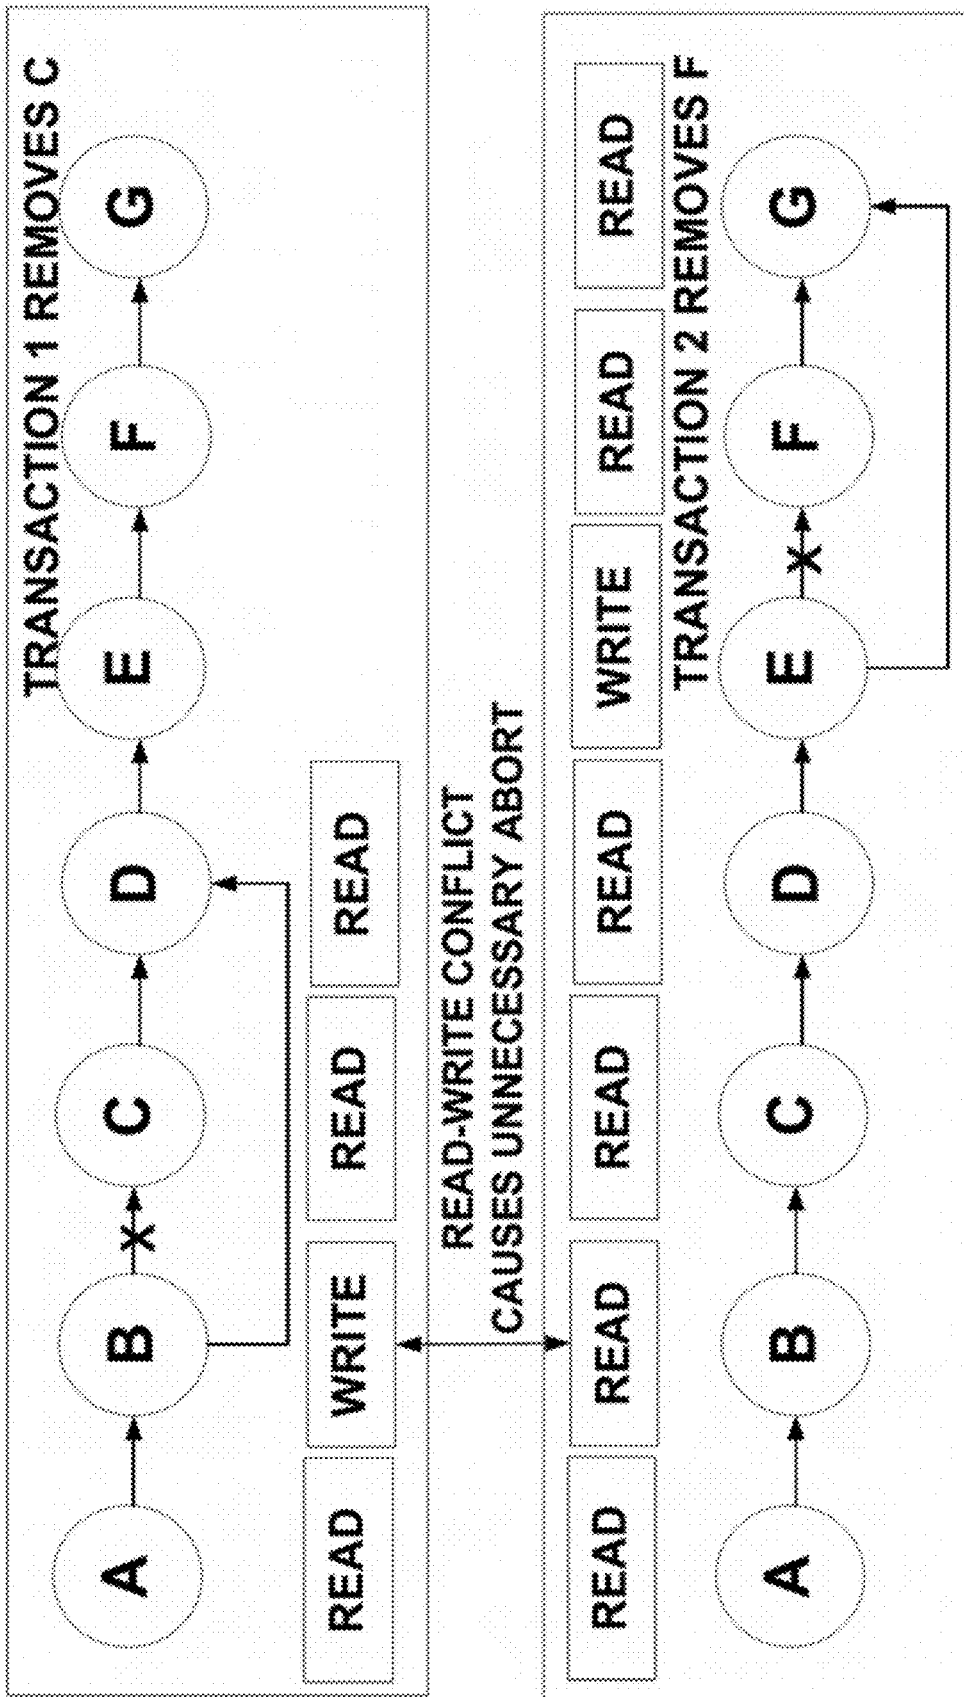 TRANSACTION 1 REMOVES C
A
B
X
C
D
E
F
G
READ
WRITE
READ
READ
READ-WRITE CONFLICT
CAUSES UNNECESSARY ABORT
READ
READ
READ
READ
WRITE
READ
READ
TRANSACTION 2 REMOVES F
A
B
C
D
E
X
F
G